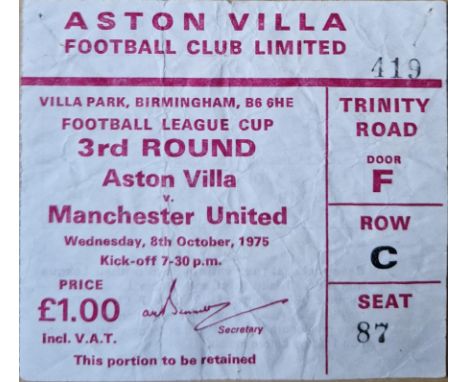 ASTON VILLA
FOOTBALL CLUB LIMITED
419
VILLA PARK, BIRMINGHAM, B6 6HE
FOOTBALL LEAGUE CUP
3rd ROUND
Aston Villa
v.
Manchester United
Wednesday, 8th October, 1975
Kick-off 7-30 p.m.
PRICE
£1.00
Incl. V.A.T.
Secretary
This portion to be retained
TRINITY
ROAD
DOOR
F
ROW
C
SEAT
87